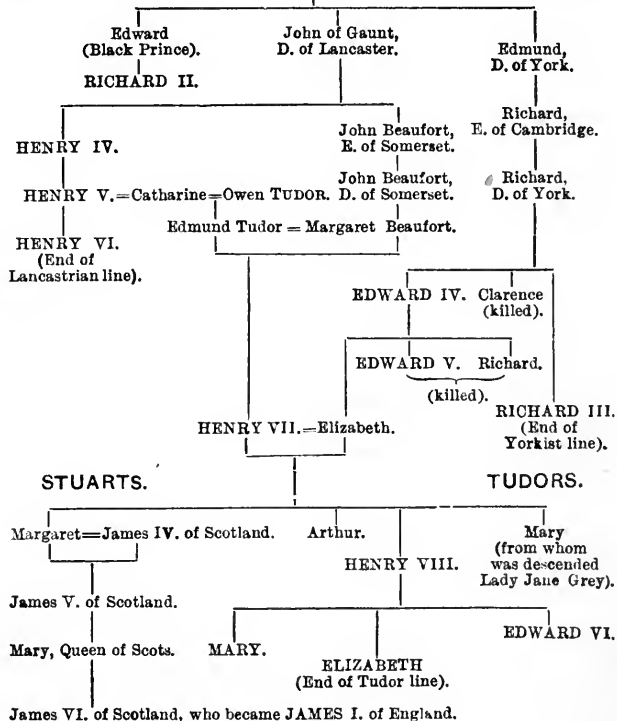 Edward John of Gaunt, Edmund,
(Black Prince). D. of Lancaster. D. of York.
RICHARD II.
Richard,
John Beaufort, E. of Cambridge.
HENRY IV. E. of Somerset.
John Beaufort, Richard,
HENRY V.=Catharine=Owen TUDOR. D. of Somerset. D. of York.
Edmund Tudor = Margaret Beaufort.
HENRY VI.
(End of
Lancastrian line).
EDWARD IV. Clarence
(killed).
EDWARD V. Richard.
(killed).
RICHARD III.
HENRY VII.=Elizabeth. (End of
Yorkist line).
STUARTS. TUDORS.
Margaret=James IV. of Scotland. Arthur. Mary
(from whom
HENRY VIII. was descended
Lady Jane Grey).
James V. of Scotland.
EDWARD VI.
Mary, Queen of Scots. MARY.
ELIZABETH
(End of Tudor line).
James VI. of Scotland, who became JAMES I. of England.